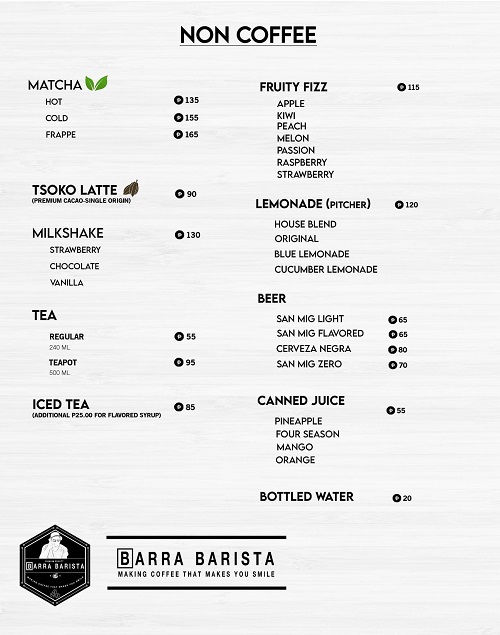 NON COFFEE
MATCHA
HOT P 135
COLD P 155
FRAPPE P 165
TSOKO LATTE P 90
(PREMIUM CACAO-SINGLE ORIGIN)
MILKSHAKE P 130
STRAWBERRY
CHOCOLATE
VANILLA
TEA
REGULAR P 55
240 ML
TEAPOT P 95
500 ML
ICED TEA P 85
(ADDITIONAL P25.00 FOR FLAVORED SYRUP)
FRUITY FIZZ P 115
APPLE
KIWI
PEACH
MELON
PASSION
RASPBERRY
STRAWBERRY
LEMONADE (PITCHER) P 120
HOUSE BLEND
ORIGINAL
BLUE LEMONADE
CUCUMBER LEMONADE
BEER
SAN MIG LIGHT P 65
SAN MIG FLAVORED P 65
CERVEZA NEGRA P 80
SAN MIG ZERO P 70
CANNED JUICE P 55
PINEAPPLE
FOUR SEASON
MANGO
ORANGE
BOTTLED WATER P 20
BARRA BARISTA
BARRA BARISTA
MAKING COFFEE THAT MAKES YOU SMILE